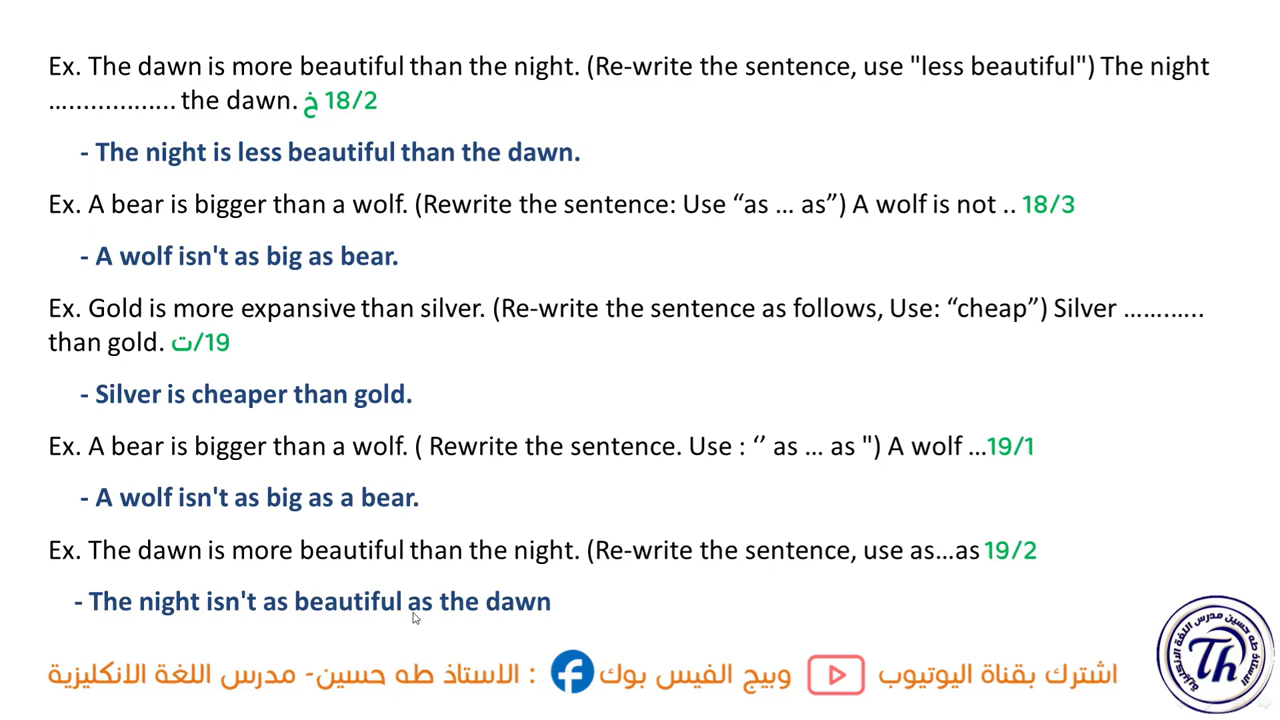 Ex. The dawn is more beautiful than the night. (Re-write the sentence, use "less beautiful") The night
….……………. the dawn. خ 18/2
- The night is less beautiful than the dawn.
Ex. A bear is bigger than a wolf. (Rewrite the sentence: Use “as … as”) A wolf is not .. 18/3
- A wolf isn't as big as bear.
Ex. Gold is more expansive than silver. (Re-write the sentence as follows, Use: “cheap”) Silver …….…..
than gold. 19/ت
- Silver is cheaper than gold.
Ex. A bear is bigger than a wolf. ( Rewrite the sentence. Use : ‘’ as … as ") A wolf …19/1
- A wolf isn't as big as a bear.
Ex. The dawn is more beautiful than the night. (Re-write the sentence, use as…as 19/2
- The night isn't as beautiful as the dawn
اشترك بقناة اليوتيوب وبيج الفيس بوك : الاستاذ طه حسين- مدرس اللغة الانكليزية
الاستاذ طه حسين مدرس اللغة الانكليزية
Th